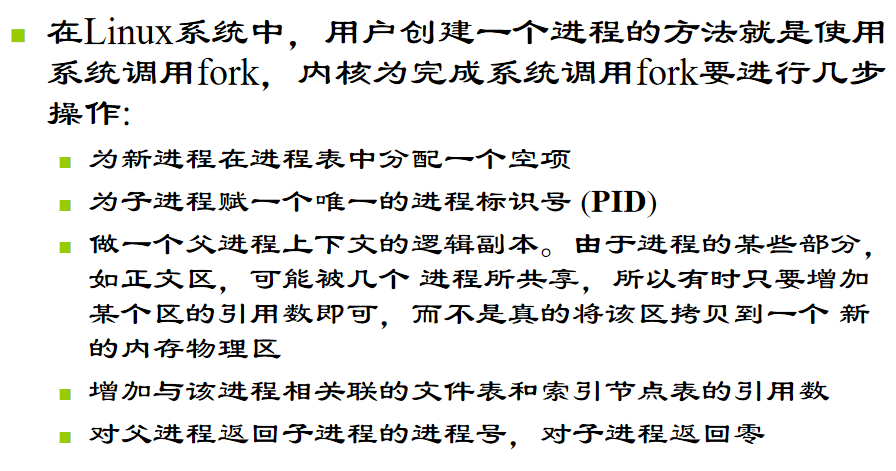 在Linux系统中，用户创建一个进程的方法就是使用
系统调用fork，内核为完成系统调用fork要进行几步
操作:
为新进程在进程表中分配一个空项
为子进程赋一个唯一的进程标识号 (PID)
做一个父进程上下文的逻辑副本。由于进程的某些部分，
如正文区，可能被几个 进程所共享，所以有时只要增加
某个区的引用数即可，而不是真的将该区拷贝到一个 新
的内存物理区
增加与该进程相关联的文件表和索引节点表的引用数
对父进程返回子进程的进程号，对子进程返回零